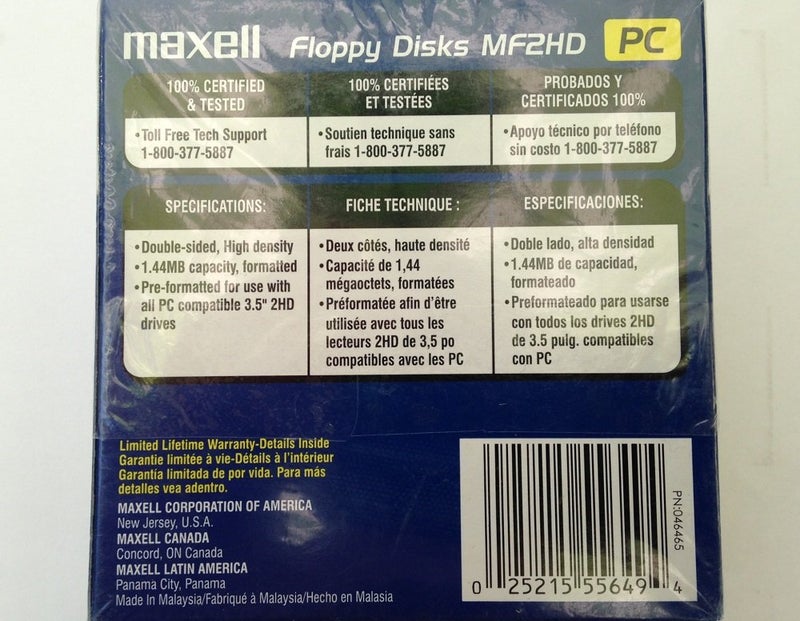 maxell Floppy Disks MF2HD PC
100% CERTIFIED
& TESTED
100% CERTIFIÉES
ET TESTÉES
PROBADOS Y
CERTIFICADOS 100%
•Toll Free Tech Support
1-800-377-5887
•Soutien technique sans
frais 1-800-377-5887
•Apoyo técnico por teléfono
sin costo 1-800-377-5887
SPECIFICATIONS:
FICHE TECHNIQUE :
ESPECIFICACIONES:
•Double-sided, High density
•1.44MB capacity, formatted
•Pre-formatted for use with
all PC compatible 3.5" 2HD
drives
•Deux côtés, haute densité
•Capacité de 1,44
mégaoctets, formatées
•Préformatée afin d'être
utilisée avec tous les
lecteurs 2HD de 3,5 po
compatibles avec les PC
•Doble lado, alta densidad
•1.44MB de capacidad,
formateado
•Preformateado para usarse
con todos los drives 2HD
de 3.5 pulg. compatibles
con PC
Limited Lifetime Warranty-Details Inside
Garantie limitée à vie-Détails à l'intérieur
Garantía limitada de por vida. Para más
detalles vea adentro.
MAXELL CORPORATION OF AMERICA
New Jersey, U.S.A.
MAXELL CANADA
Concord, ON Canada
MAXELL LATIN AMERICA
Panama City, Panama
Made In Malaysia/Fabriqué à Malaysia/Hecho en Malasia
PN:046465
0 25215 55649 4